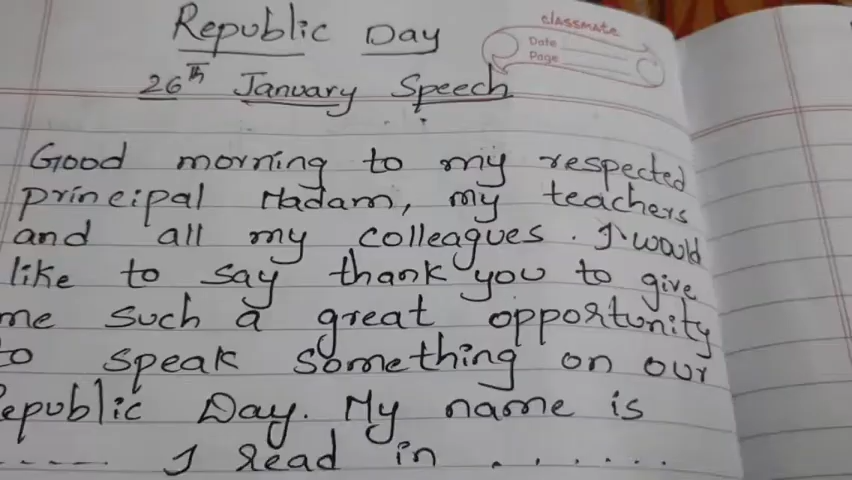 Republic Day
classmate
Date
Page
26Th January Speech
Good morning to my respected
principal Madam, my teachers
and all my colleagues. I would
like to say thank you to give
me such a great opportunity
to speak something on our
Republic Day. My name is
...... I read in . . . . . .